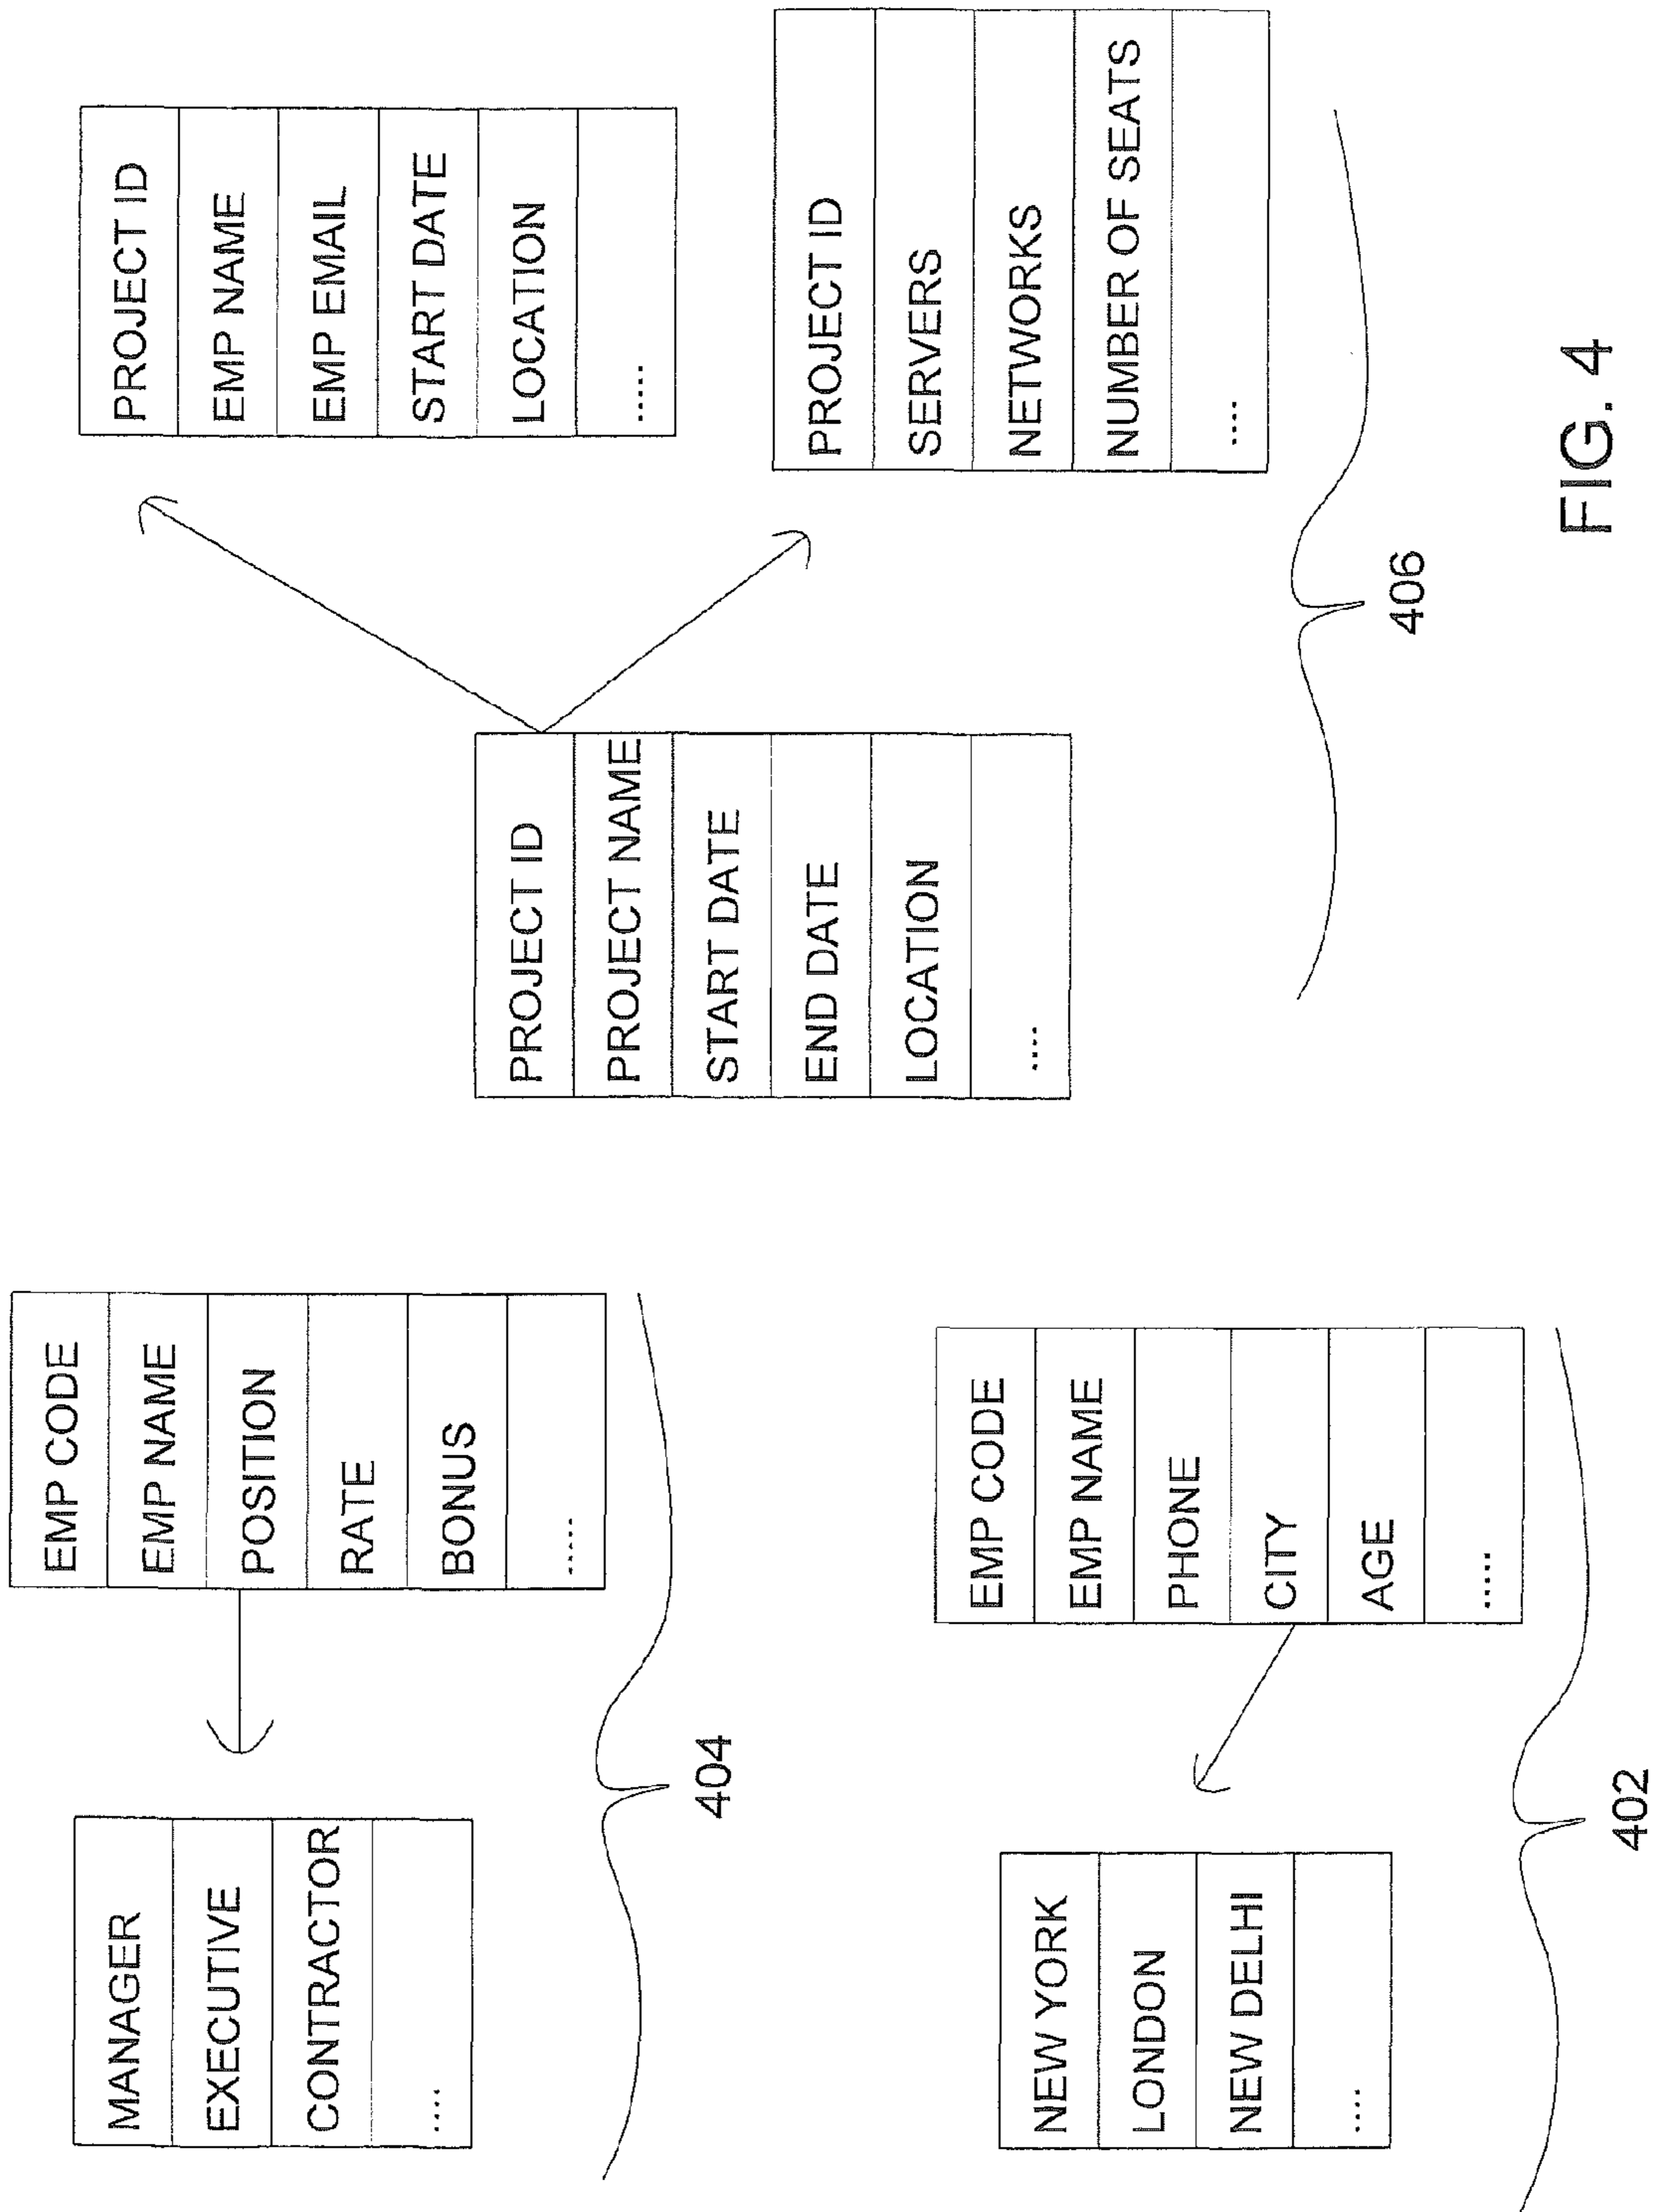 MANAGER
EXECUTIVE
CONTRACTOR
....
EMP CODE
EMP NAME
POSITION
RATE
BONUS
.....
404
NEW YORK
LONDON
NEW DELHI
....
EMP CODE
EMP NAME
PHONE
CITY
AGE
.....
402
PROJECT ID
PROJECT NAME
START DATE
END DATE
LOCATION
....
PROJECT ID
EMP NAME
EMP EMAIL
START DATE
LOCATION
.....
PROJECT ID
SERVERS
NETWORKS
NUMBER OF SEATS
....
406
FIG. 4